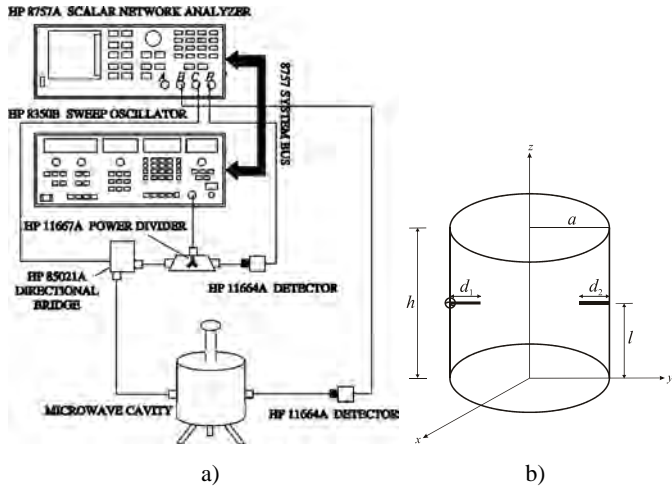 HP 8757A SCALAR NETWORK ANALYZER
A B C R
HP 8350B SWEEP OSCILLATOR
8757 SYSTEM BUS
HP 11667A POWER DIVIDER
HP 85021A
DIRECTIONAL
BRIDGE
HP 11664A DETECTOR
MICROWAVE CAVITY
HP 11664A DETECTOR
a)
z
a
h
d1
d2
l
y
x
b)